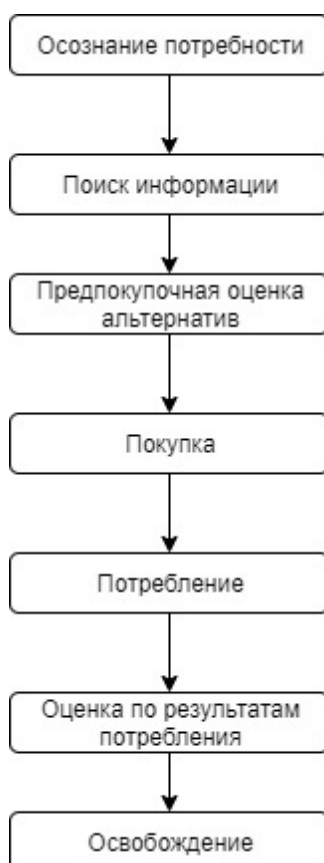 Осознание потребности
Поиск информации
Предпокупочная оценка
альтернатив
Покупка
Потребление
Оценка по результатам
потребления
Освобождение